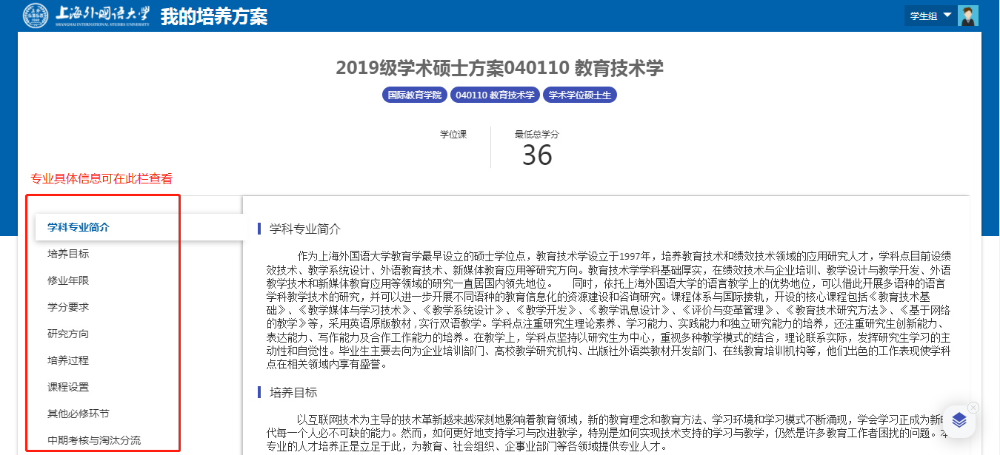 上海外国语大学
SHANGHAI INTERNATIONAL STUDIES UNIVERSITY
我的培养方案
学生组
2019级学术硕士方案040110 教育技术学
国际教育学院
040110 教育技术学
学术学位硕士生
学位课
最低总学分
36
专业具体信息可在此栏查看
学科专业简介
培养目标
修业年限
学分要求
研究方向
培养过程
课程设置
其他必修环节
中期考核与淘汰分流
学科专业简介
作为上海外国语大学教育学最早设立的硕士学位点，教育技术学设立于1997年，培养教育技术和绩效技术领域的应用研究人才，学科点目前设绩
效技术、教学系统设计、外语教育技术、新媒体教育应用等研究方向。教育技术学学科基础厚实，在绩效技术与企业培训、教学设计与教学开发、外语
教学技术和新媒体教育应用等领域的研究一直居国内领先地位。 同时，依托上海外国语大学的语言教学上的优势地位，可以借此开展多语种的语言
学科教学技术的研究，并可以进一步开展不同语种的教育信息化的资源建设和咨询研究。课程体系与国际接轨，开设的核心课程包括《教育技术基
础》、《教学媒体与学习技术》、《教学系统设计》、《教学开发》、《教学讯息设计》、《评价与变革管理》、《教育技术研究方法》、《基于网络
的教学》等，采用英语原版教材 , 实行双语教学。学科点注重研究生理论素养、学习能力、实践能力和独立研究能力的培养，还注重研究生创新能力、
表达能力、写作能力及合作工作能力的培养。在教学上，学科点坚持以研究生为中心，重视多种教学模式的结合，理论联系实际，发挥研究生学习的主
动性和自觉性。毕业生主要去向为企业培训部门、高校教学研究机构、出版社外语类教材开发部门、在线教育培训机构等，他们出色的工作表现使学科
点在相关领域内享有盛誉。
培养目标
以互联网技术为主导的技术革新越来越深刻地影响着教育领域，新的教育理念和教育方法、学习环境和学习模式不断涌现，学会学习正成为新时
代每一个人必不可缺的能力。然而，如何更好地支持学习与改进教学，特别是如何实现技术支持的学习与教学，仍然是许多教育工作者困扰的问题。本
专业的人才培养正是立足于此，为教育、社会组织、企事业部门等各领域提供专业人才。